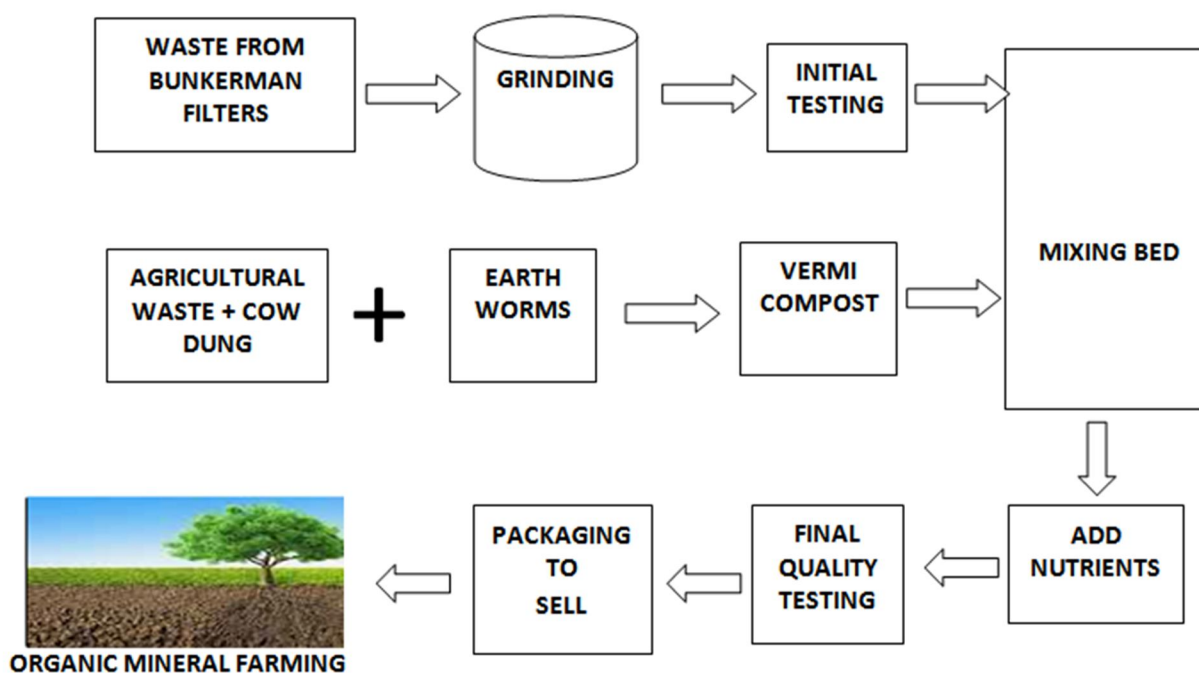 WASTE FROM
BUNKERMAN
FILTERS
GRINDING
INITIAL
TESTING
MIXING BED
AGRICULTURAL
WASTE + COW
DUNG
+
EARTH
WORMS
VERMI
COMPOST
ADD
NUTRIENTS
FINAL
QUALITY
TESTING
PACKAGING
TO
SELL
ORGANIC MINERAL FARMING